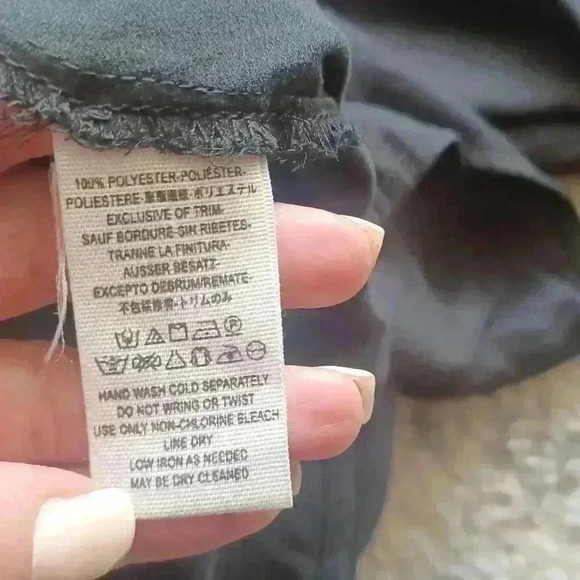 100% POLYESTER-POLIÉSTER-
POLIESTERE-聚酯纖維-ポリエステル
EXCLUSIVE OF TRIM-
SAUF BORDURE-SIN RIBETES-
TRANNE LA FINITURA-
AUSSER BESATZ-
EXCEPTO DEBRUM/REMATE-
不包括飾邊-トリムのみ
HAND WASH COLD SEPARATELY
DO NOT WRING OR TWIST
USE ONLY NON-CHLORINE BLEACH
LINE DRY
LOW IRON AS NEEDED
MAY BE DRY CLEANED